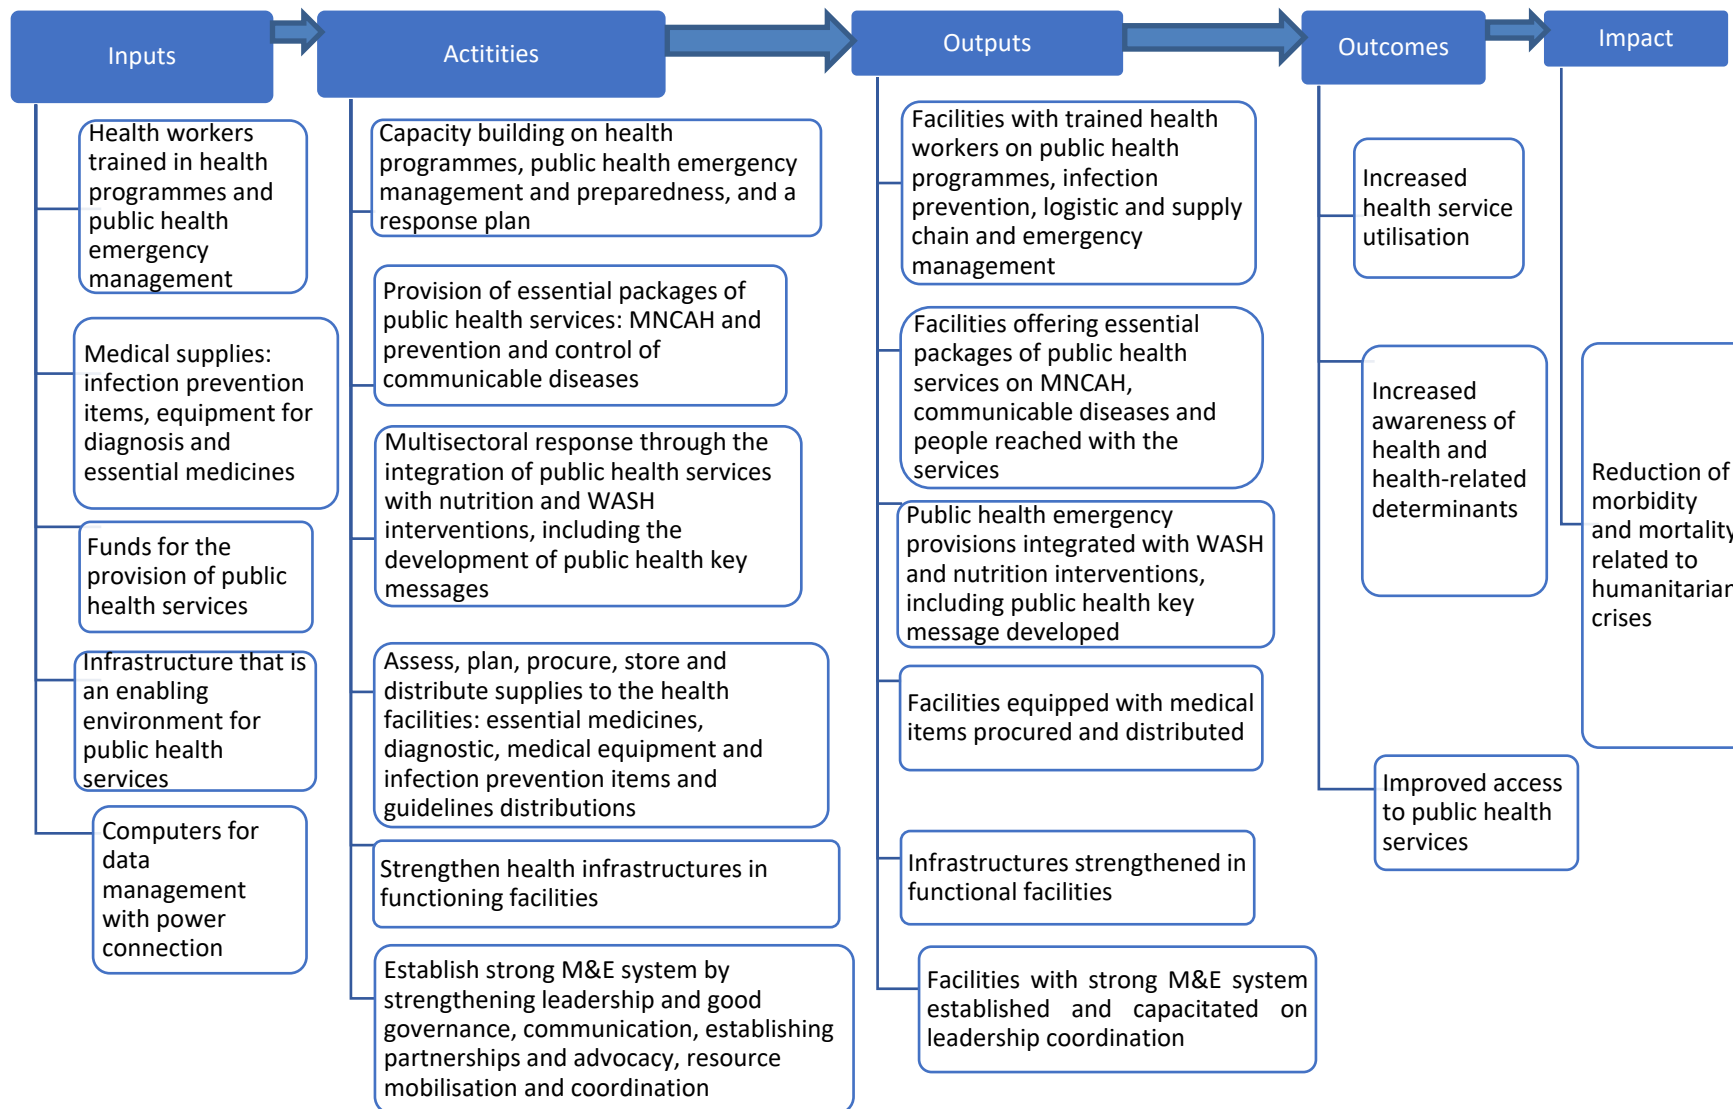 Inputs
Actitities
Outputs
Outcomes
Impact
Health workers
trained in health
programmes and
public health
emergency
management
Medical supplies:
infection prevention
items, equipment for
diagnosis and
essential medicines
Funds for the
provision of public
health services
Infrastructure that is
an enabling
environment for
public health
services
Computers for
data
management
with power
connection
Capacity building on health
programmes, public health emergency
management and preparedness, and a
response plan
Provision of essential packages of
public health services: MNCAH and
prevention and control of
communicable diseases
Multisectoral response through the
integration of public health services
with nutrition and WASH
interventions, including the
development of public health key
messages
Assess, plan, procure, store and
distribute supplies to the health
facilities: essential medicines,
diagnostic, medical equipment and
infection prevention items and
guidelines distributions
Strengthen health infrastructures in
functioning facilities
Establish strong M&E system by
strengthening leadership and good
governance, communication, establishing
partnerships and advocacy, resource
mobilisation and coordination
Facilities with trained health
workers on public health
programmes, infection
prevention, logistic and supply
chain and emergency
management
Facilities offering essential
packages of public health
services on MNCAH,
communicable diseases and
people reached with the
services
Public health emergency
provisions integrated with WASH
and nutrition interventions,
including public health key
message developed
Facilities equipped with medical
items procured and distributed
Infrastructures strengthened in
functional facilities
Facilities with strong M&E system
established and capacitated on
leadership coordination
Increased
health service
utilisation
Increased
awareness of
health and
health-related
determinants
Improved access
to public health
services
Reduction of
morbidity
and mortality
related to
humanitarian
crises